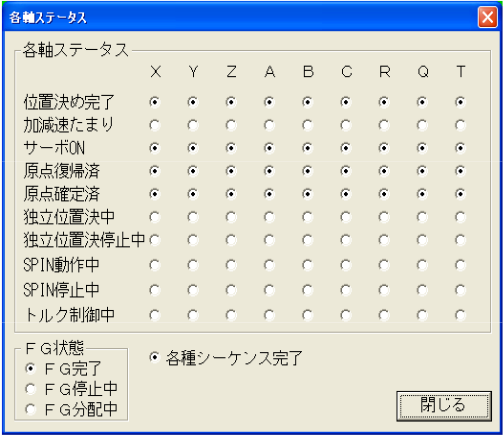 各軸ステータス
各軸ステータス
X Y Z A B C R Q T
位置決め完了
加減速たまり
サーボON
原点復帰済
原点確定済
独立位置決中
独立位置決停止中
SPIN動作中
SPIN停止中
トルク制御中
ＦＧ状態
ＦＧ完了
ＦＧ停止中
ＦＧ分配中
各種シーケンス完了
閉じる